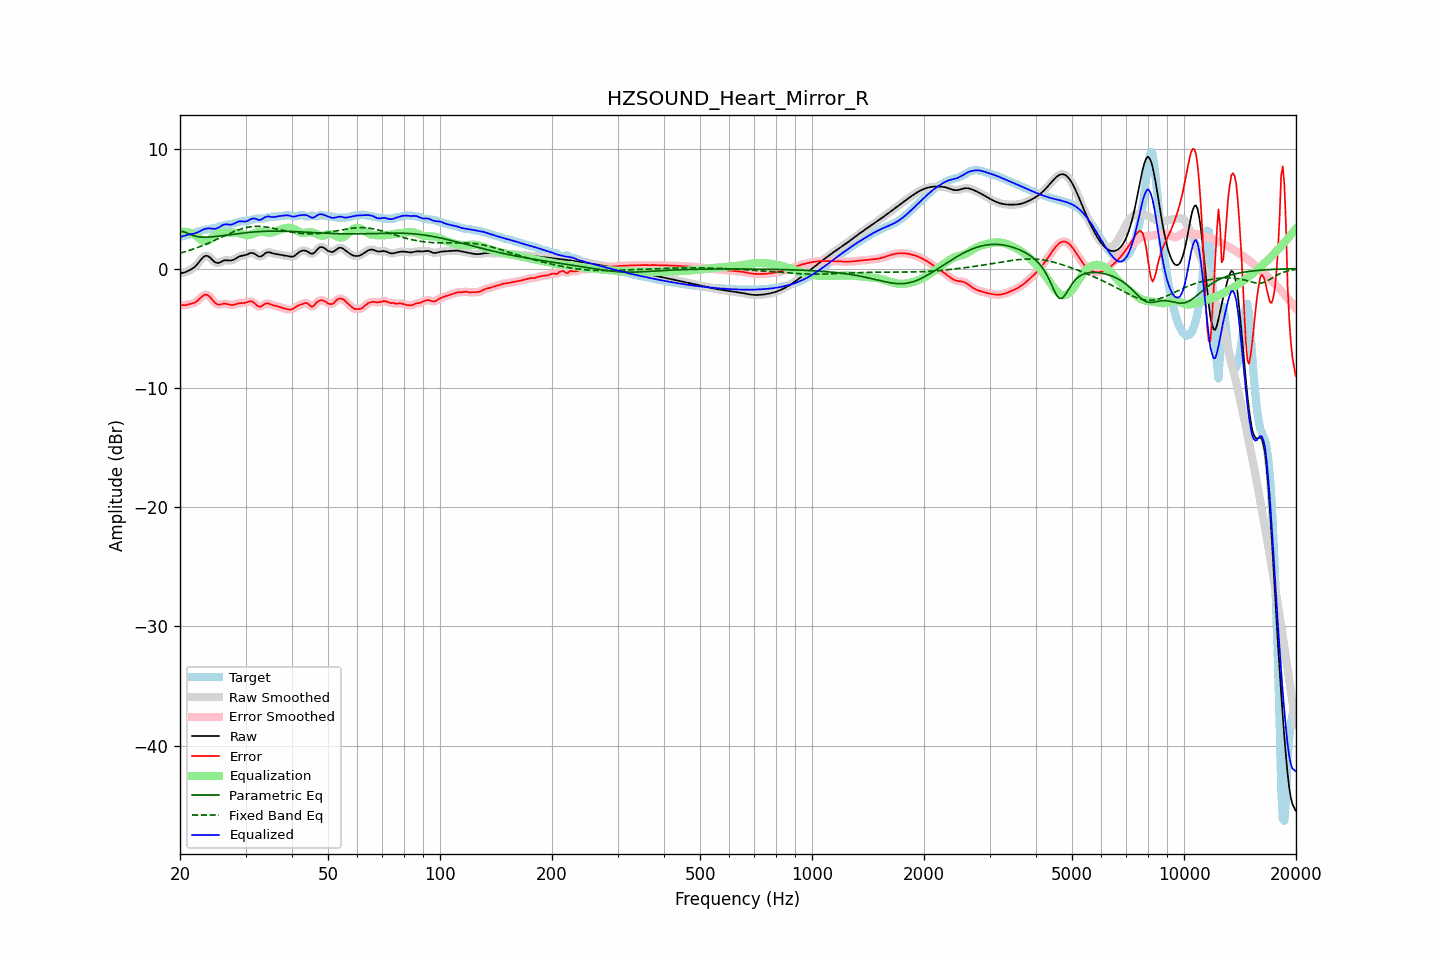 HZSOUND_Heart_Mirror_R
10
0
−10
−20
−30
−40
Amplitude (dBr)
Target
Raw Smoothed
Error Smoothed
Raw
Error
Equalization
Parametric Eq
Fixed Band Eq
Equalized
20 50 100 200 500 1000 2000 5000 10000 20000
Frequency (Hz)